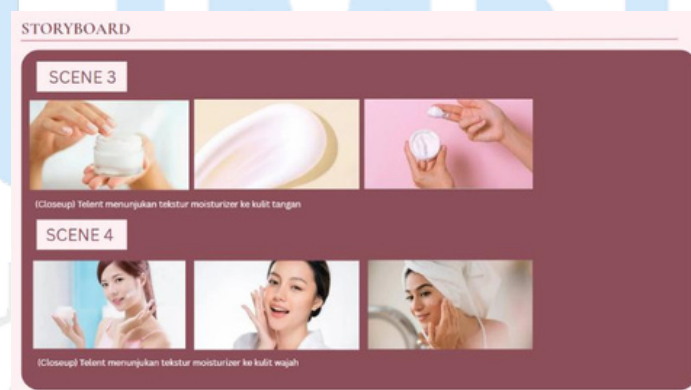 STORYBOARD
SCENE 3
(Closeup) Telent menunjukan tekstur moisturizer ke kulit tangan
SCENE 4
(Closeup) Telent menunjukan tekstur moisturizer ke kulit wajah